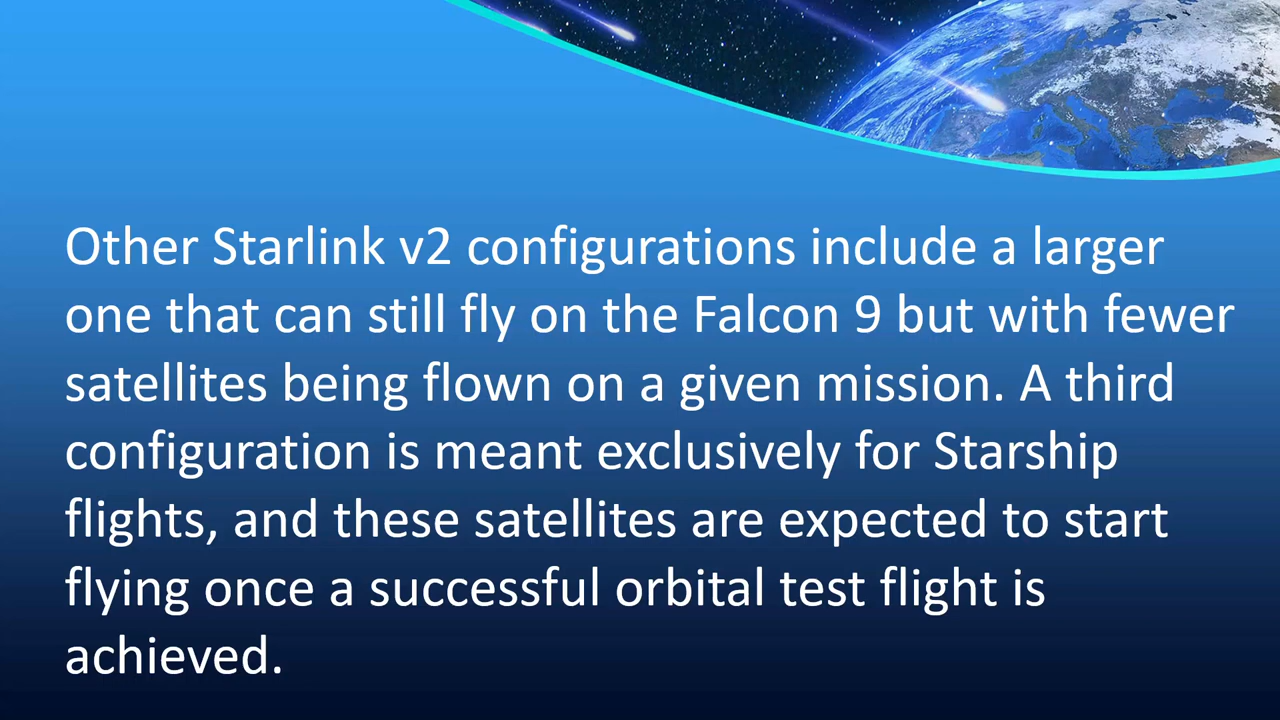 Other Starlink v2 configurations include a larger
one that can still fly on the Falcon 9 but with fewer
satellites being flown on a given mission. A third
configuration is meant exclusively for Starship
flights, and these satellites are expected to start
flying once a successful orbital test flight is
achieved.